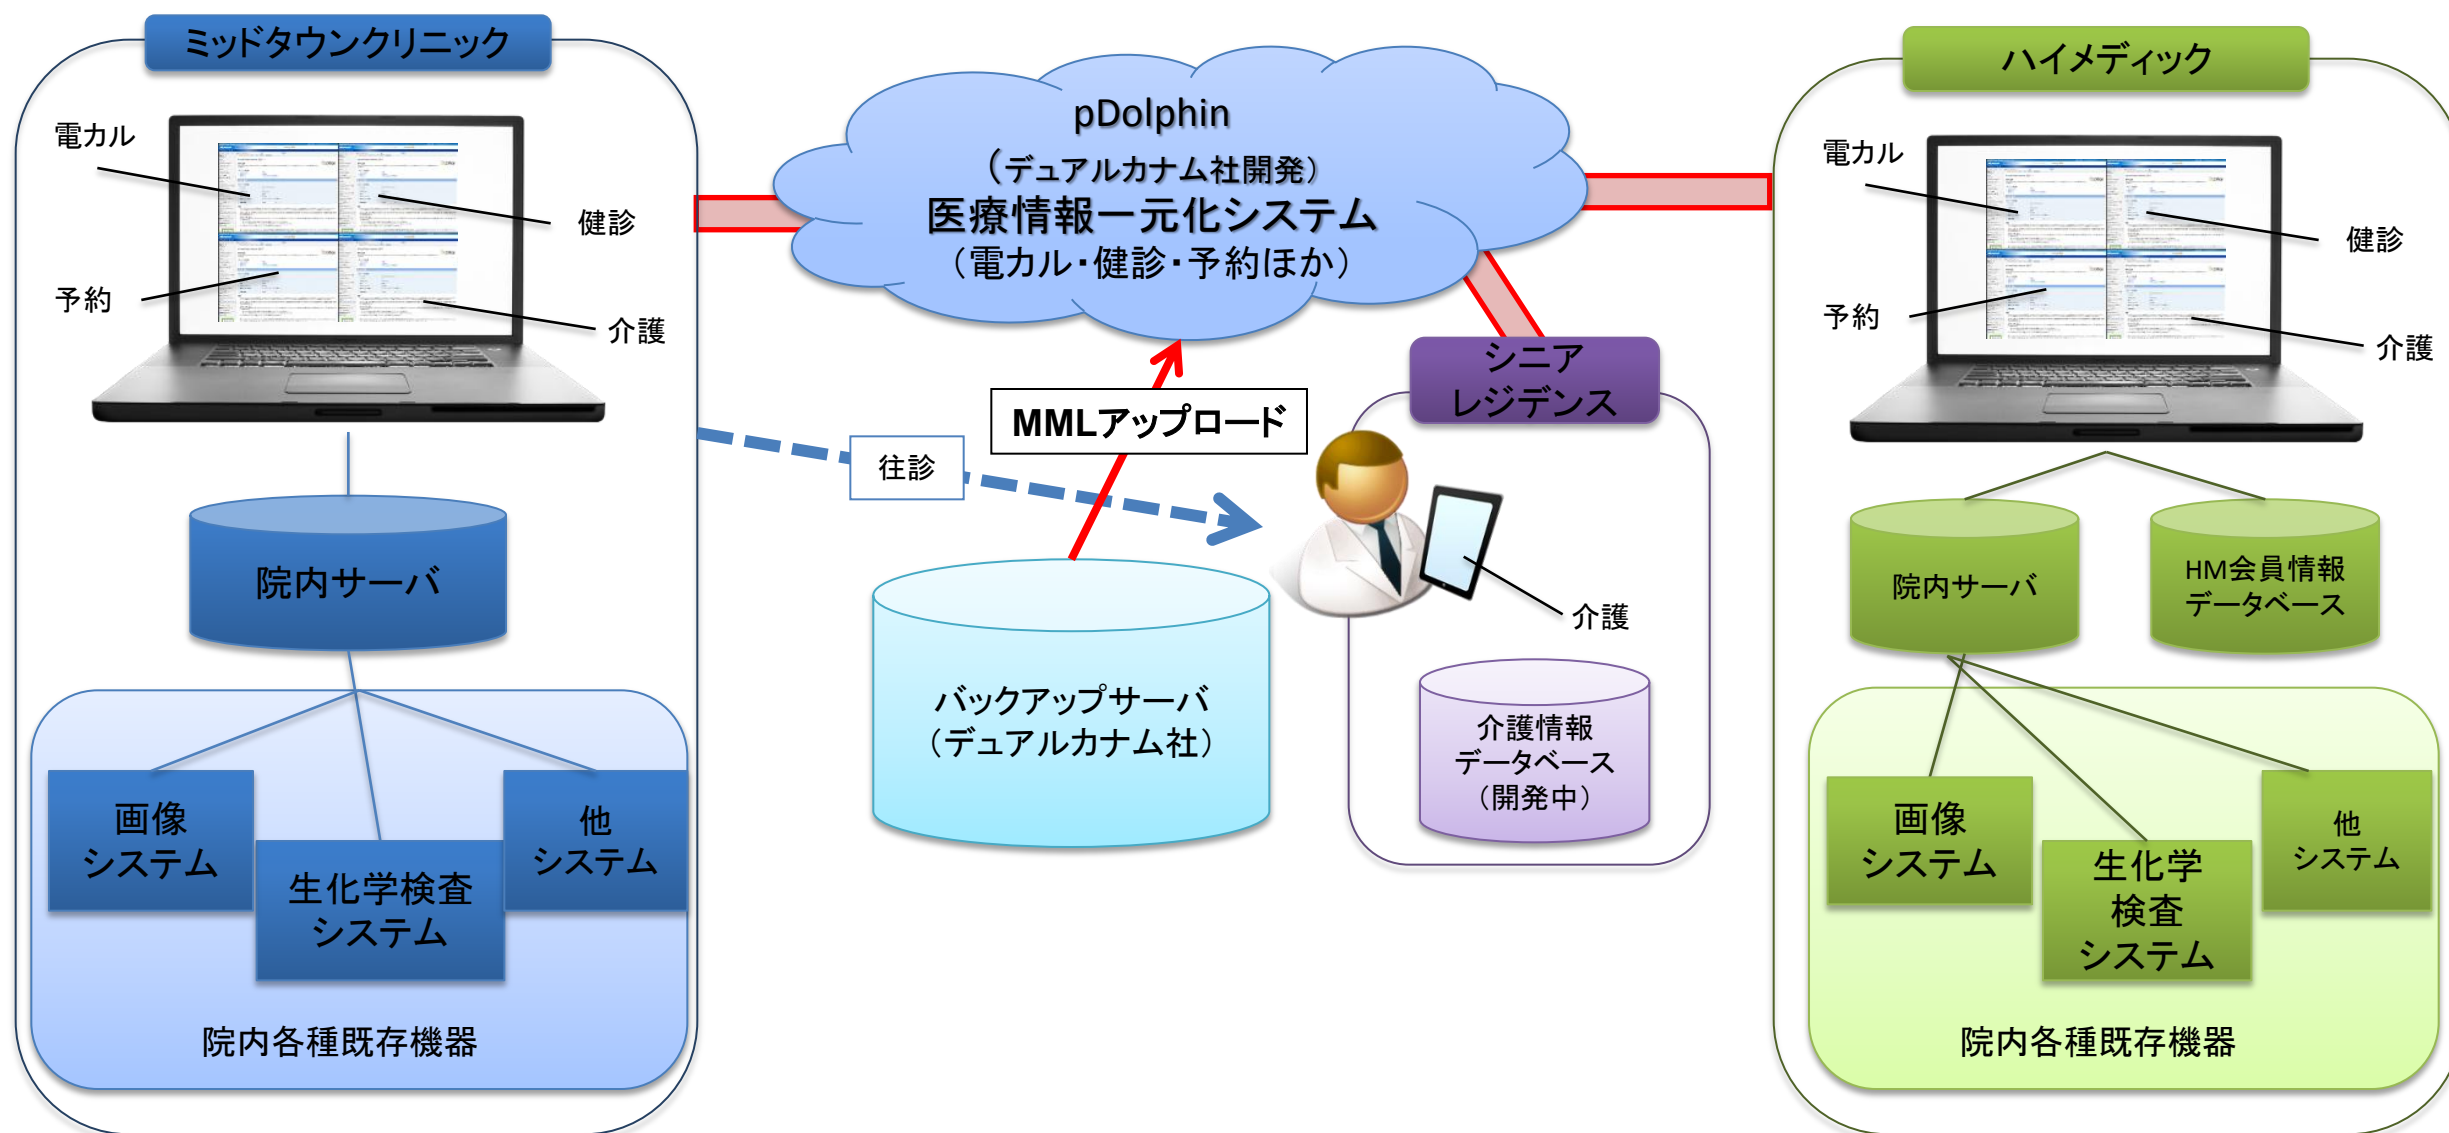 ミッドタウンクリニック
電カル
健診
予約
介護
院内サーバ
画像
システム
生化学検査
システム
他
システム
院内各種既存機器
pDolphin
（デュアルカナム社開発）
医療情報一元化システム
（電カル・健診・予約ほか）
MMLアップロード
往診
バックアップサーバ
（デュアルカナム社）
シニア
レジデンス
介護
介護情報
データベース
（開発中）
ハイメディック
電カル
健診
予約
介護
院内サーバ
HM会員情報
データベース
画像
システム
生化学
検査
システム
他
システム
院内各種既存機器